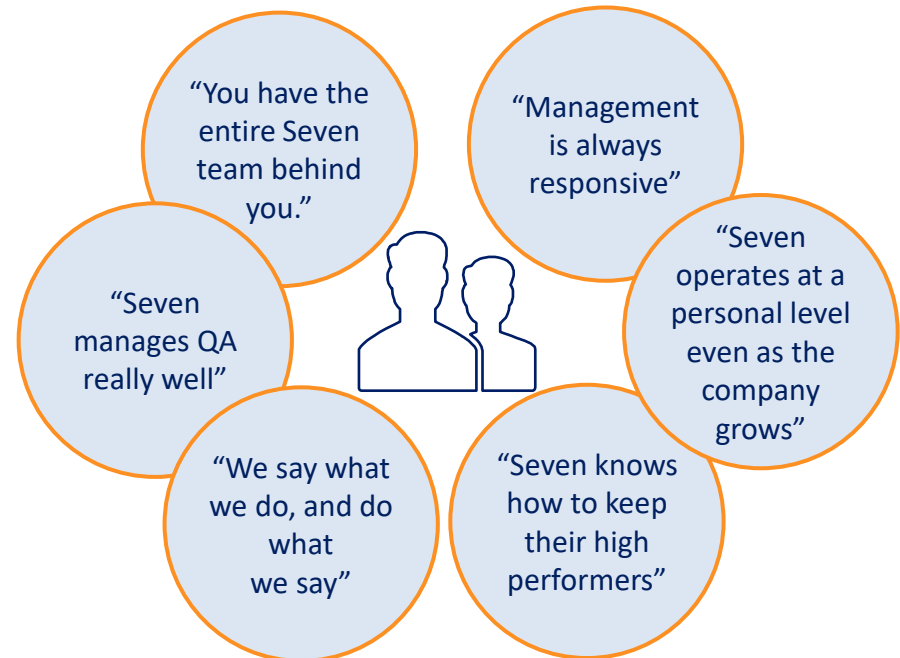 “You have the
entire Seven
team behind
you.”
“Management
is always
responsive”
“Seven
operates at a
personal level
even as the
company
grows”
“Seven
manages QA
really well”
“We say what
we do, and do
what
we say”
“Seven knows
how to keep
their high
performers”